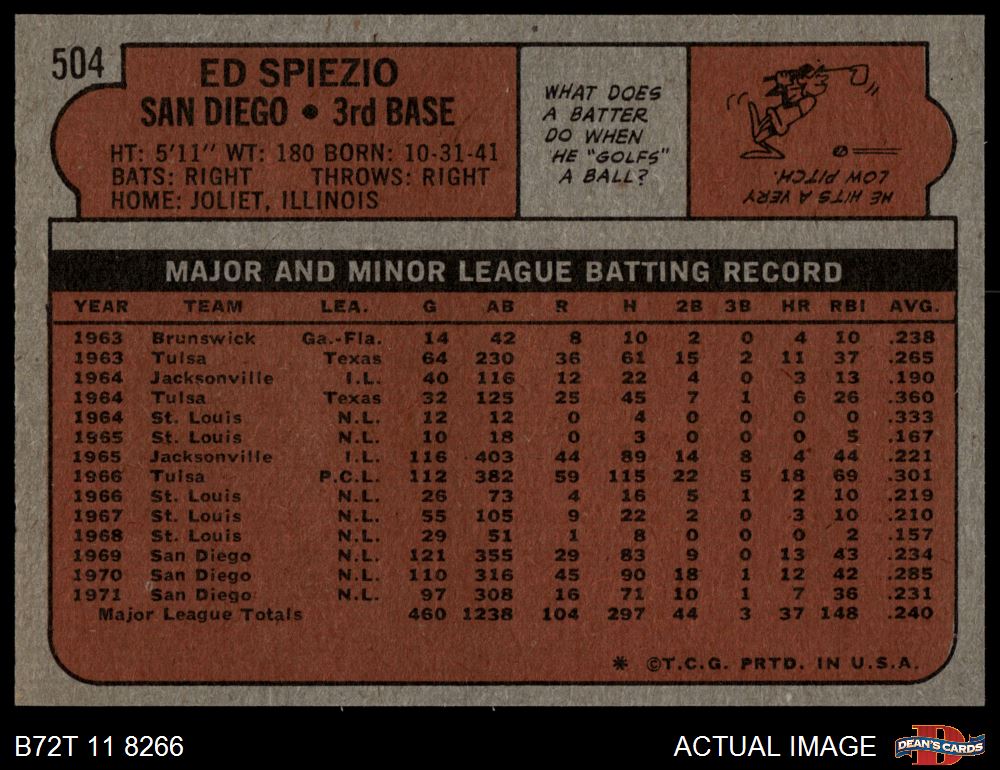 504
ED SPIEZIO
SAN DIEGO • 3rd BASE
HT: 5'11" WT: 180 BORN: 10-31-41
BATS: RIGHT THROWS: RIGHT
HOME: JOLIET, ILLINOIS
WHAT DOES
A BATTER
DO WHEN
HE "GOLFS"
A BALL?
HE HITS A VERY
LOW PITCH.
MAJOR AND MINOR LEAGUE BATTING RECORD
YEAR TEAM LEA. G AB R H 2B 3B HR RBI AVG.
1963 Brunswick Ga.-Fla. 14 42 8 10 2 0 4 10 .238
1963 Tulsa Texas 64 230 36 61 15 2 11 37 .265
1964 Jacksonville I.L. 40 116 12 22 4 0 3 13 .190
1964 Tulsa Texas 32 125 25 45 7 1 6 26 .360
1964 St. Louis N.L. 12 12 0 4 0 0 0 0 .333
1965 St. Louis N.L. 10 18 0 3 0 0 0 5 .167
1965 Jacksonville I.L. 116 403 44 89 14 8 4 44 .221
1966 Tulsa P.C.L. 112 382 59 115 22 5 18 69 .301
1966 St. Louis N.L. 26 73 4 16 5 1 2 10 .219
1967 St. Louis N.L. 55 105 9 22 2 0 3 10 .210
1968 St. Louis N.L. 29 51 1 8 0 0 0 2 .157
1969 San Diego N.L. 121 355 29 83 9 0 13 43 .234
1970 San Diego N.L. 110 316 45 90 18 1 12 42 .285
1971 San Diego N.L. 97 308 16 71 10 1 7 36 .231
Major League Totals 460 1238 104 297 44 3 37 148 .240
* ©T.C.G. PRTD. IN U.S.A.
B72T 11 8266
ACTUAL IMAGE
DEAN'S CARDS